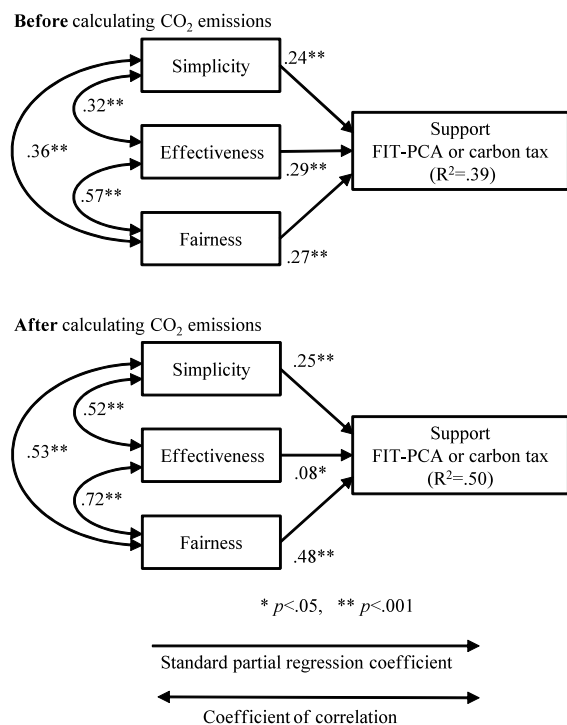 Before calculating CO₂ emissions
Simplicity
.24**
.32**
Support
FIT-PCA or carbon tax
(R²=.39)
.36**
Effectiveness
.29**
.57**
Fairness
.27**
After calculating CO₂ emissions
Simplicity
.25**
.52**
Support
FIT-PCA or carbon tax
(R²=.50)
.53**
Effectiveness
.08*
.72**
Fairness
.48**
* p<.05, ** p<.001
Standard partial regression coefficient
Coefficient of correlation